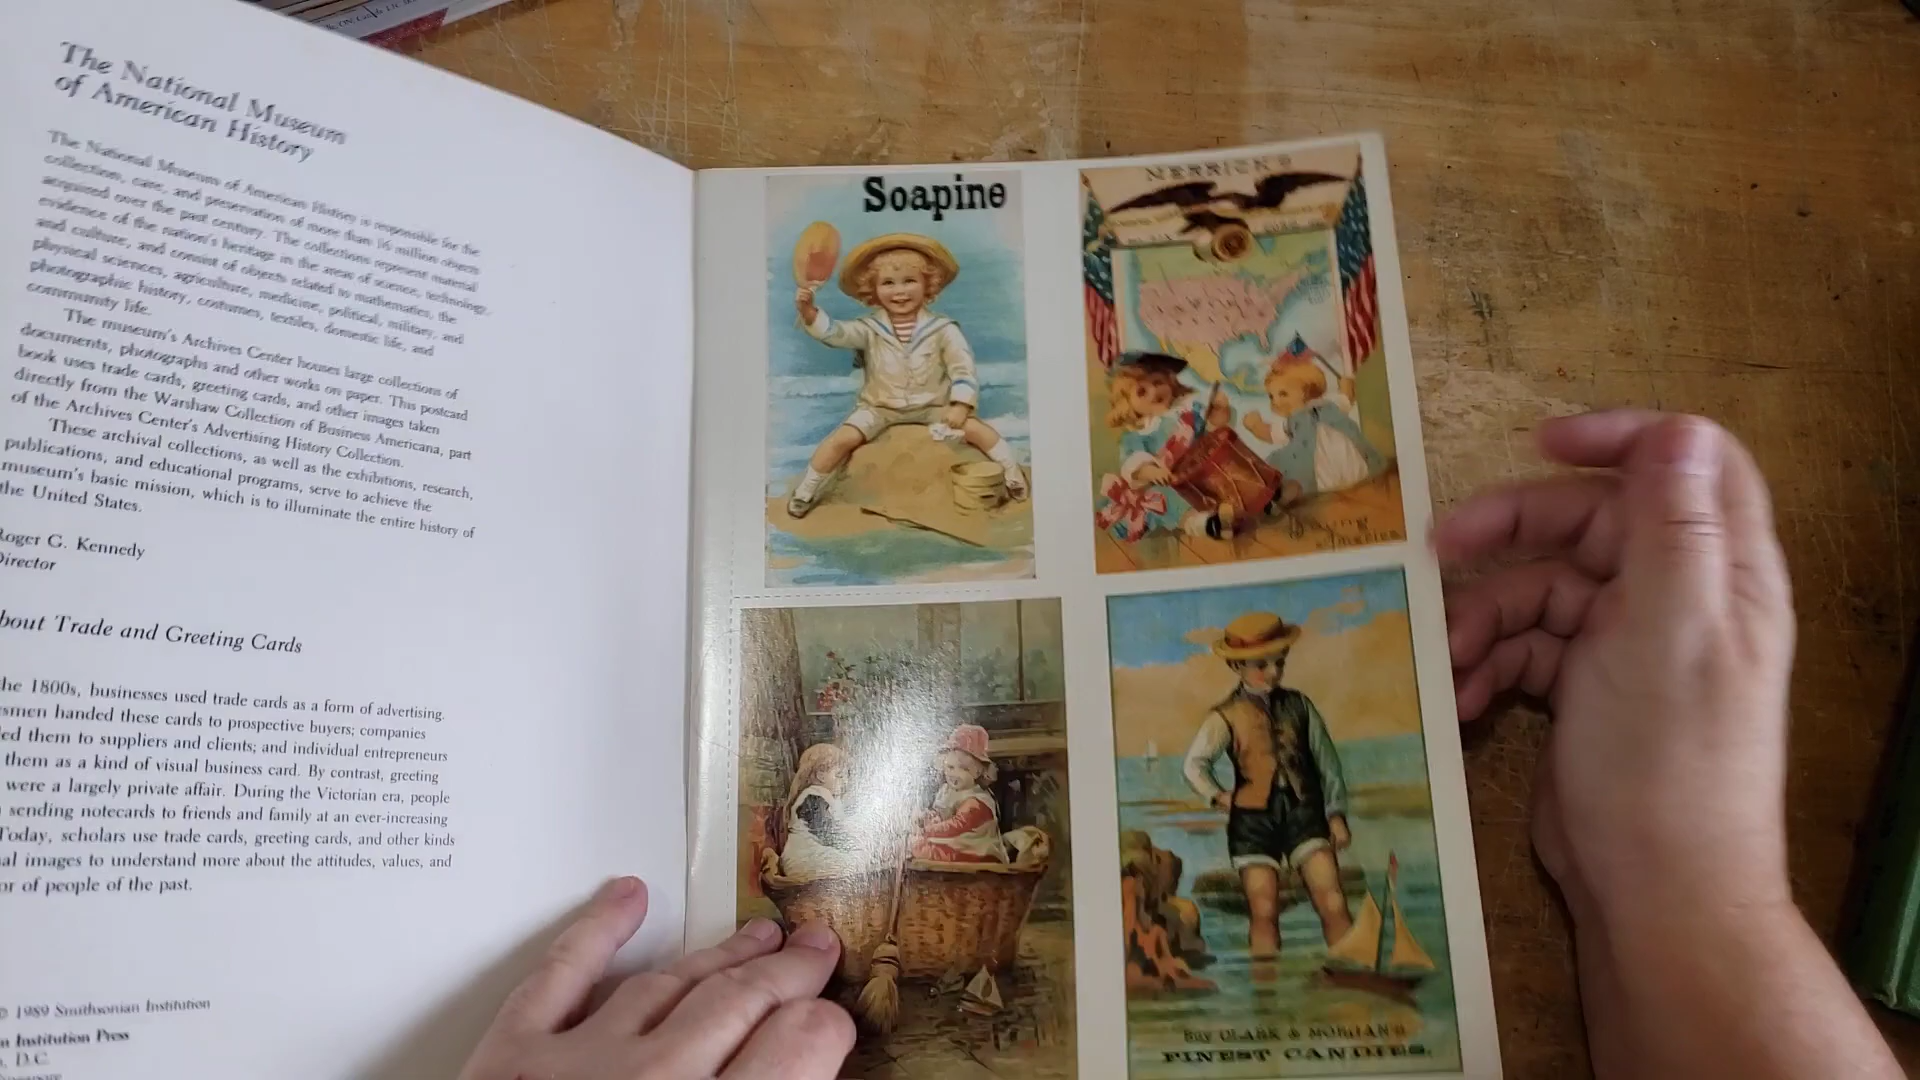 The National Museum
of American History
The National Museum of American History is responsible for the
collection, care, and preservation of more than 16 million objects
acquired over the past century. The collections represent material
evidence of the nation's heritage in the areas of science, technology,
and culture, and consist of objects related to mathematics, the
physical sciences, agriculture, medicine, political, military, and
photographic history, costumes, textiles, domestic life, and
community life.
The museum's Archives Center houses large collections of
documents, photographs and other works on paper. This postcard
book uses trade cards, greeting cards, and other images taken
directly from the Warshaw Collection of Business Americana, part
of the Archives Center's Advertising History Collection.
These archival collections, as well as the exhibitions, research,
publications, and educational programs, serve to achieve the
museum's basic mission, which is to illuminate the entire history of
the United States.
Roger G. Kennedy
Director
bout Trade and Greeting Cards
he 1800s, businesses used trade cards as a form of advertising.
smen handed these cards to prospective buyers; companies
ed them to suppliers and clients; and individual entrepreneurs
them as a kind of visual business card. By contrast, greeting
were a largely private affair. During the Victorian era, people
sending notecards to friends and family at an ever-increasing
Today, scholars use trade cards, greeting cards, and other kinds
al images to understand more about the attitudes, values, and
or of people of the past.
© 1989 Smithsonian Institution
n Institution Press
, D.C.
Soapine
MERRICK'S
Young
America
Buy CLARK & MORGAN'S
FINEST CANDIES.